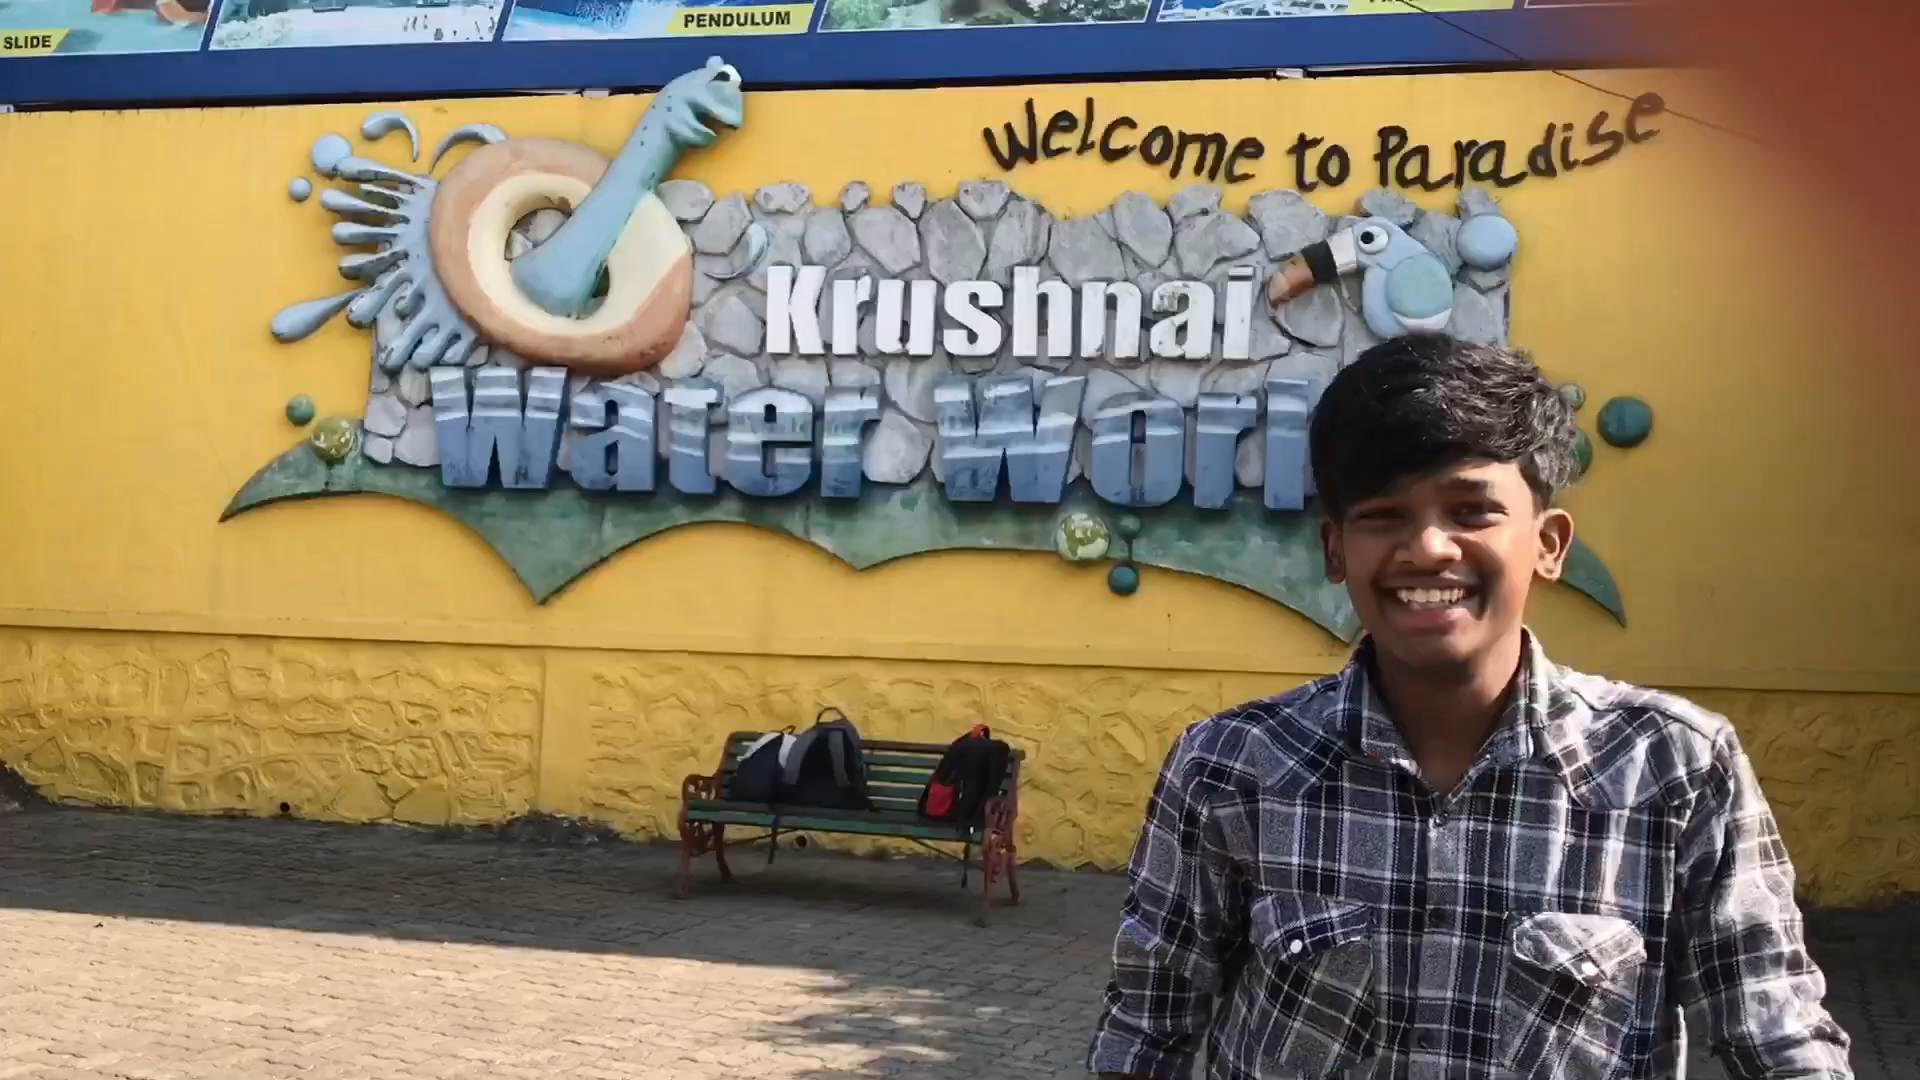 SLIDE
PENDULUM
Welcome to Paradise
Krushnai
Water Worl